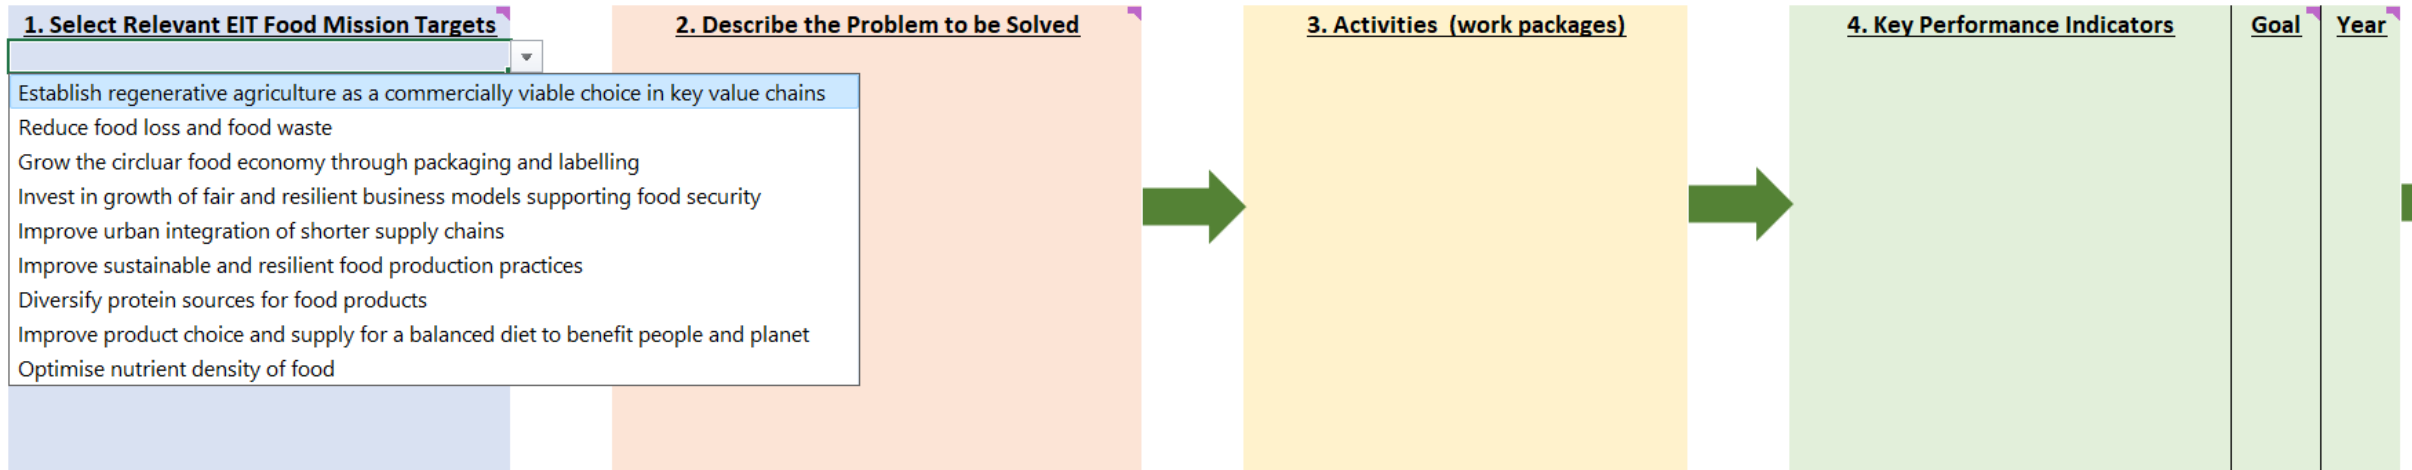 1. Select Relevant EIT Food Mission Targets
2. Describe the Problem to be Solved
3. Activities (work packages)
4. Key Performance Indicators
Goal
Year
Establish regenerative agriculture as a commercially viable choice in key value chains
Reduce food loss and food waste
Grow the circluar food economy through packaging and labelling
Invest in growth of fair and resilient business models supporting food security
Improve urban integration of shorter supply chains
Improve sustainable and resilient food production practices
Diversify protein sources for food products
Improve product choice and supply for a balanced diet to benefit people and planet
Optimise nutrient density of food